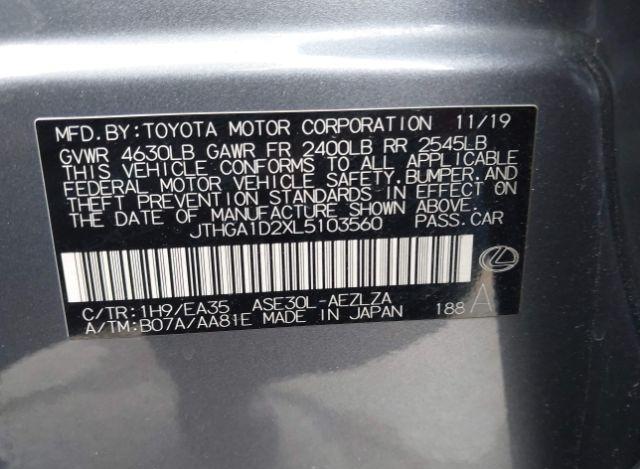 MFD.BY:TOYOTA MOTOR CORPORATION 11/19
GVWR 4630LB GAWR FR 2400LB RR 2545LB
THIS VEHICLE CONFORMS TO ALL APPLICABLE
FEDERAL MOTOR VEHICLE SAFETY.BUMPER.AND
THEFT PREVENTION STANDARDS IN EFFECT ON
THE DATE OF MANUFACTURE SHOWN ABOVE.
JTHGA1D2XL5103560 PASS.CAR
C/TR:1H9/EA35 ASE30L-AEZLZA
A/TM:B07A/AA81E MADE IN JAPAN 188 A